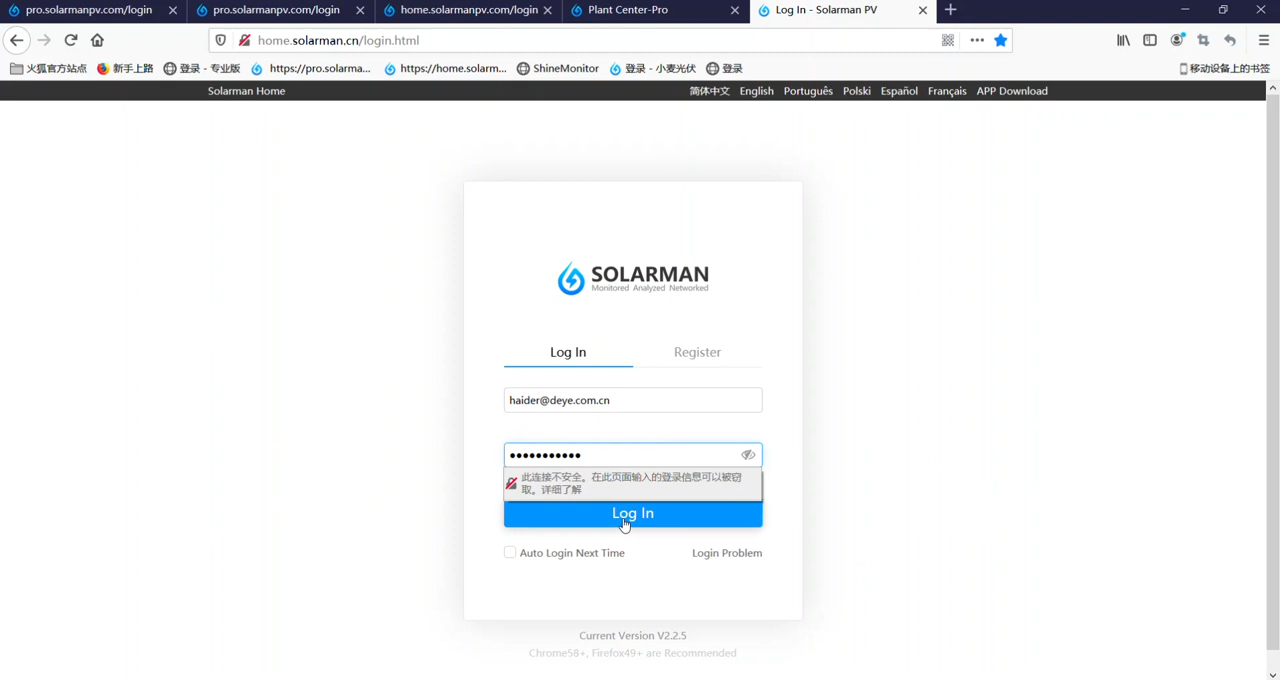 pro.solarmanpv.com/login
pro.solarmanpv.com/login
home.solarmanpv.com/login
Plant Center-Pro
Log In - Solarman PV
home.solarman.cn/login.html
火狐官方站点
新手上路
登录 - 专业版
https://pro.solarma...
https://home.solarm...
ShineMonitor
登录 - 小麦光伏
登录
移动设备上的书签
Solarman Home
简体中文
English
Português
Polski
Español
Français
APP Download
SOLARMAN
Monitored Analyzed Networked
Log In
Register
haider@deye.com.cn
此连接不安全。在此页面输入的登录信息可以被窃
取。详细了解
Log In
Auto Login Next Time
Login Problem
Current Version V2.2.5
Chrome58+, Firefox49+ are Recommended